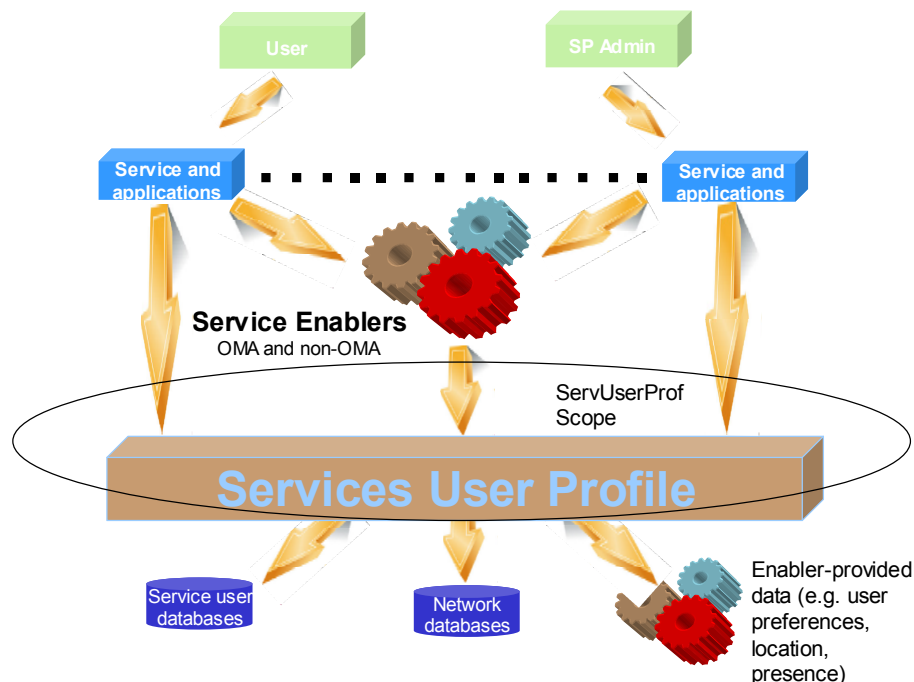 User
SP Admin
Service and
applications
Service and
applications
Service Enablers
OMA and non-OMA
ServUserProf
Scope
Services User Profile
Service user
databases
Network
databases
Enabler-provided
data (e.g. user
preferences,
location,
presence)